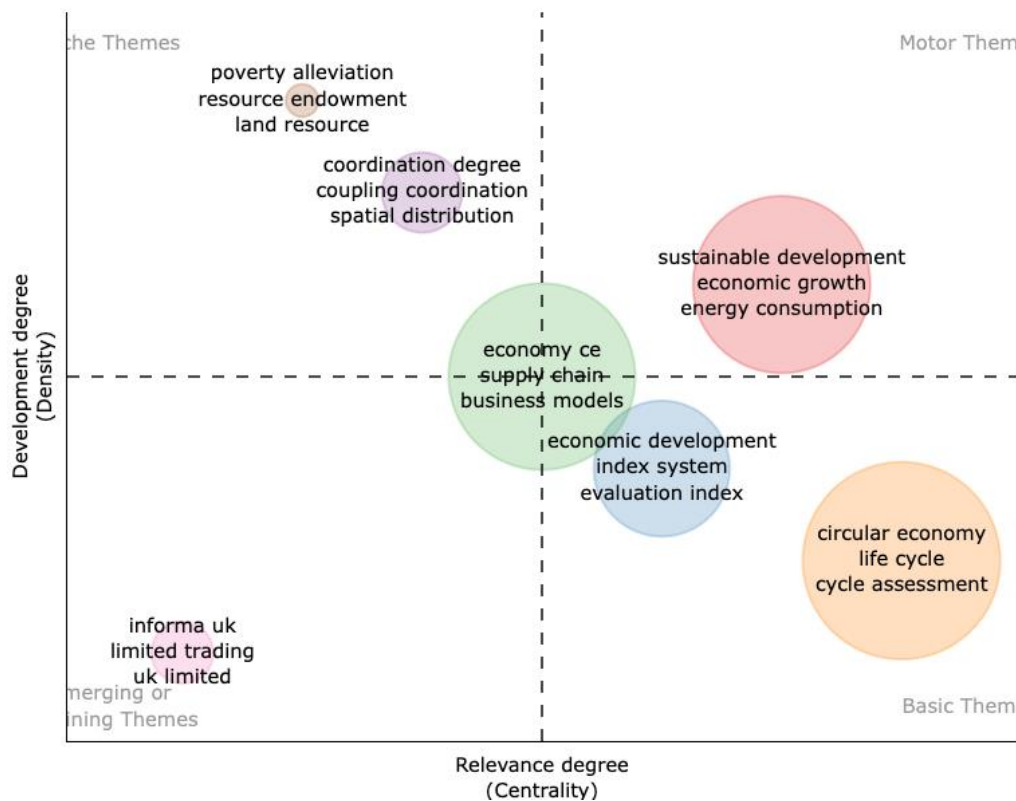 che Themes
Motor Them
poverty alleviation
resource endowment
land resource
coordination degree
coupling coordination
spatial distribution
sustainable development
economic growth
energy consumption
economy ce
supply chain
business models
economic development
index system
evaluation index
circular economy
life cycle
cycle assessment
informa uk
limited trading
uk limited
merging or
ining Themes
Basic Them
Development degree
(Density)
Relevance degree
(Centrality)